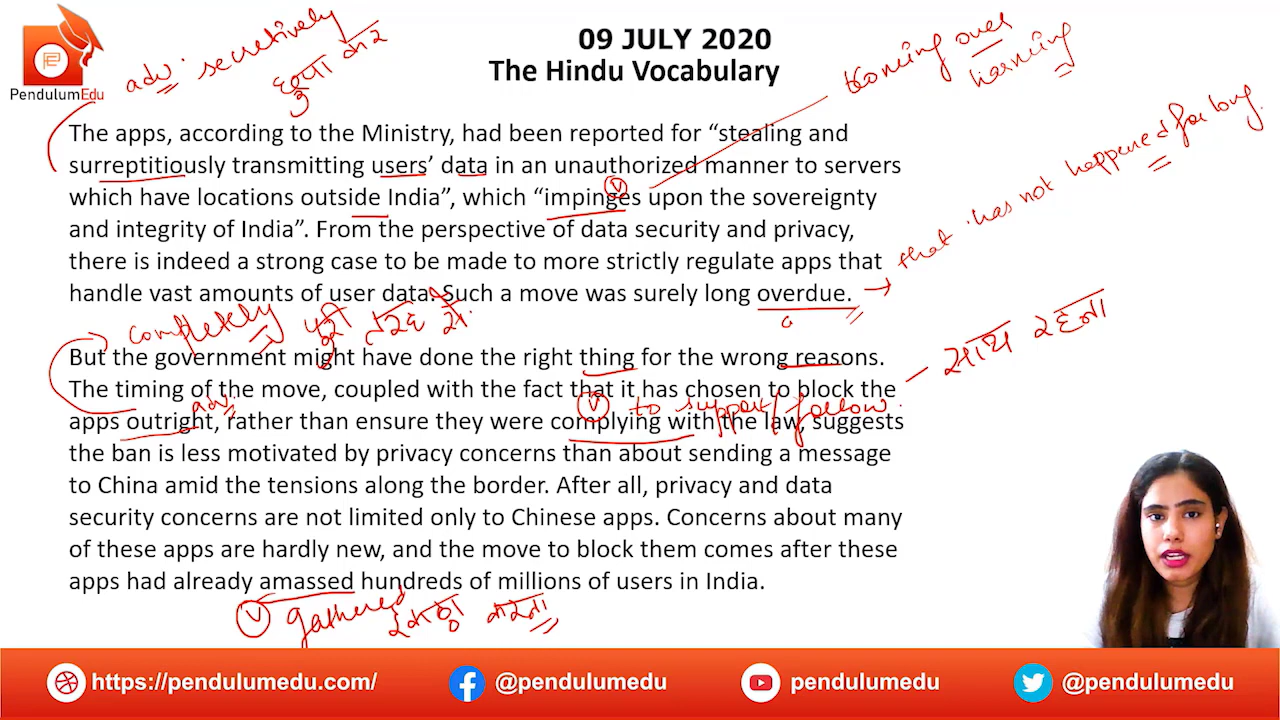 PendulumEdu
09 JULY 2020
The Hindu Vocabulary
adv. secretively
छुपा कर
coming over
harming
The apps, according to the Ministry, had been reported for “stealing and
surreptitiously transmitting users’ data in an unauthorized manner to servers
which have locations outside India”, which “impinges upon the sovereignty
V
and integrity of India”. From the perspective of data security and privacy,
there is indeed a strong case to be made to more strictly regulate apps that
handle vast amounts of user data. Such a move was surely long overdue.
that has not happened for long
completely पूरी तरह से
But the government might have done the right thing for the wrong reasons.
The timing of the move, coupled with the fact that it has chosen to block the
साथ रहना
adv
V to support/follow.
apps outright, rather than ensure they were complying with the law, suggests
the ban is less motivated by privacy concerns than about sending a message
to China amid the tensions along the border. After all, privacy and data
security concerns are not limited only to Chinese apps. Concerns about many
of these apps are hardly new, and the move to block them comes after these
apps had already amassed hundreds of millions of users in India.
V gathered इकठ्ठा करना
https://pendulumedu.com/
@pendulumedu
pendulumedu
@pendulumedu